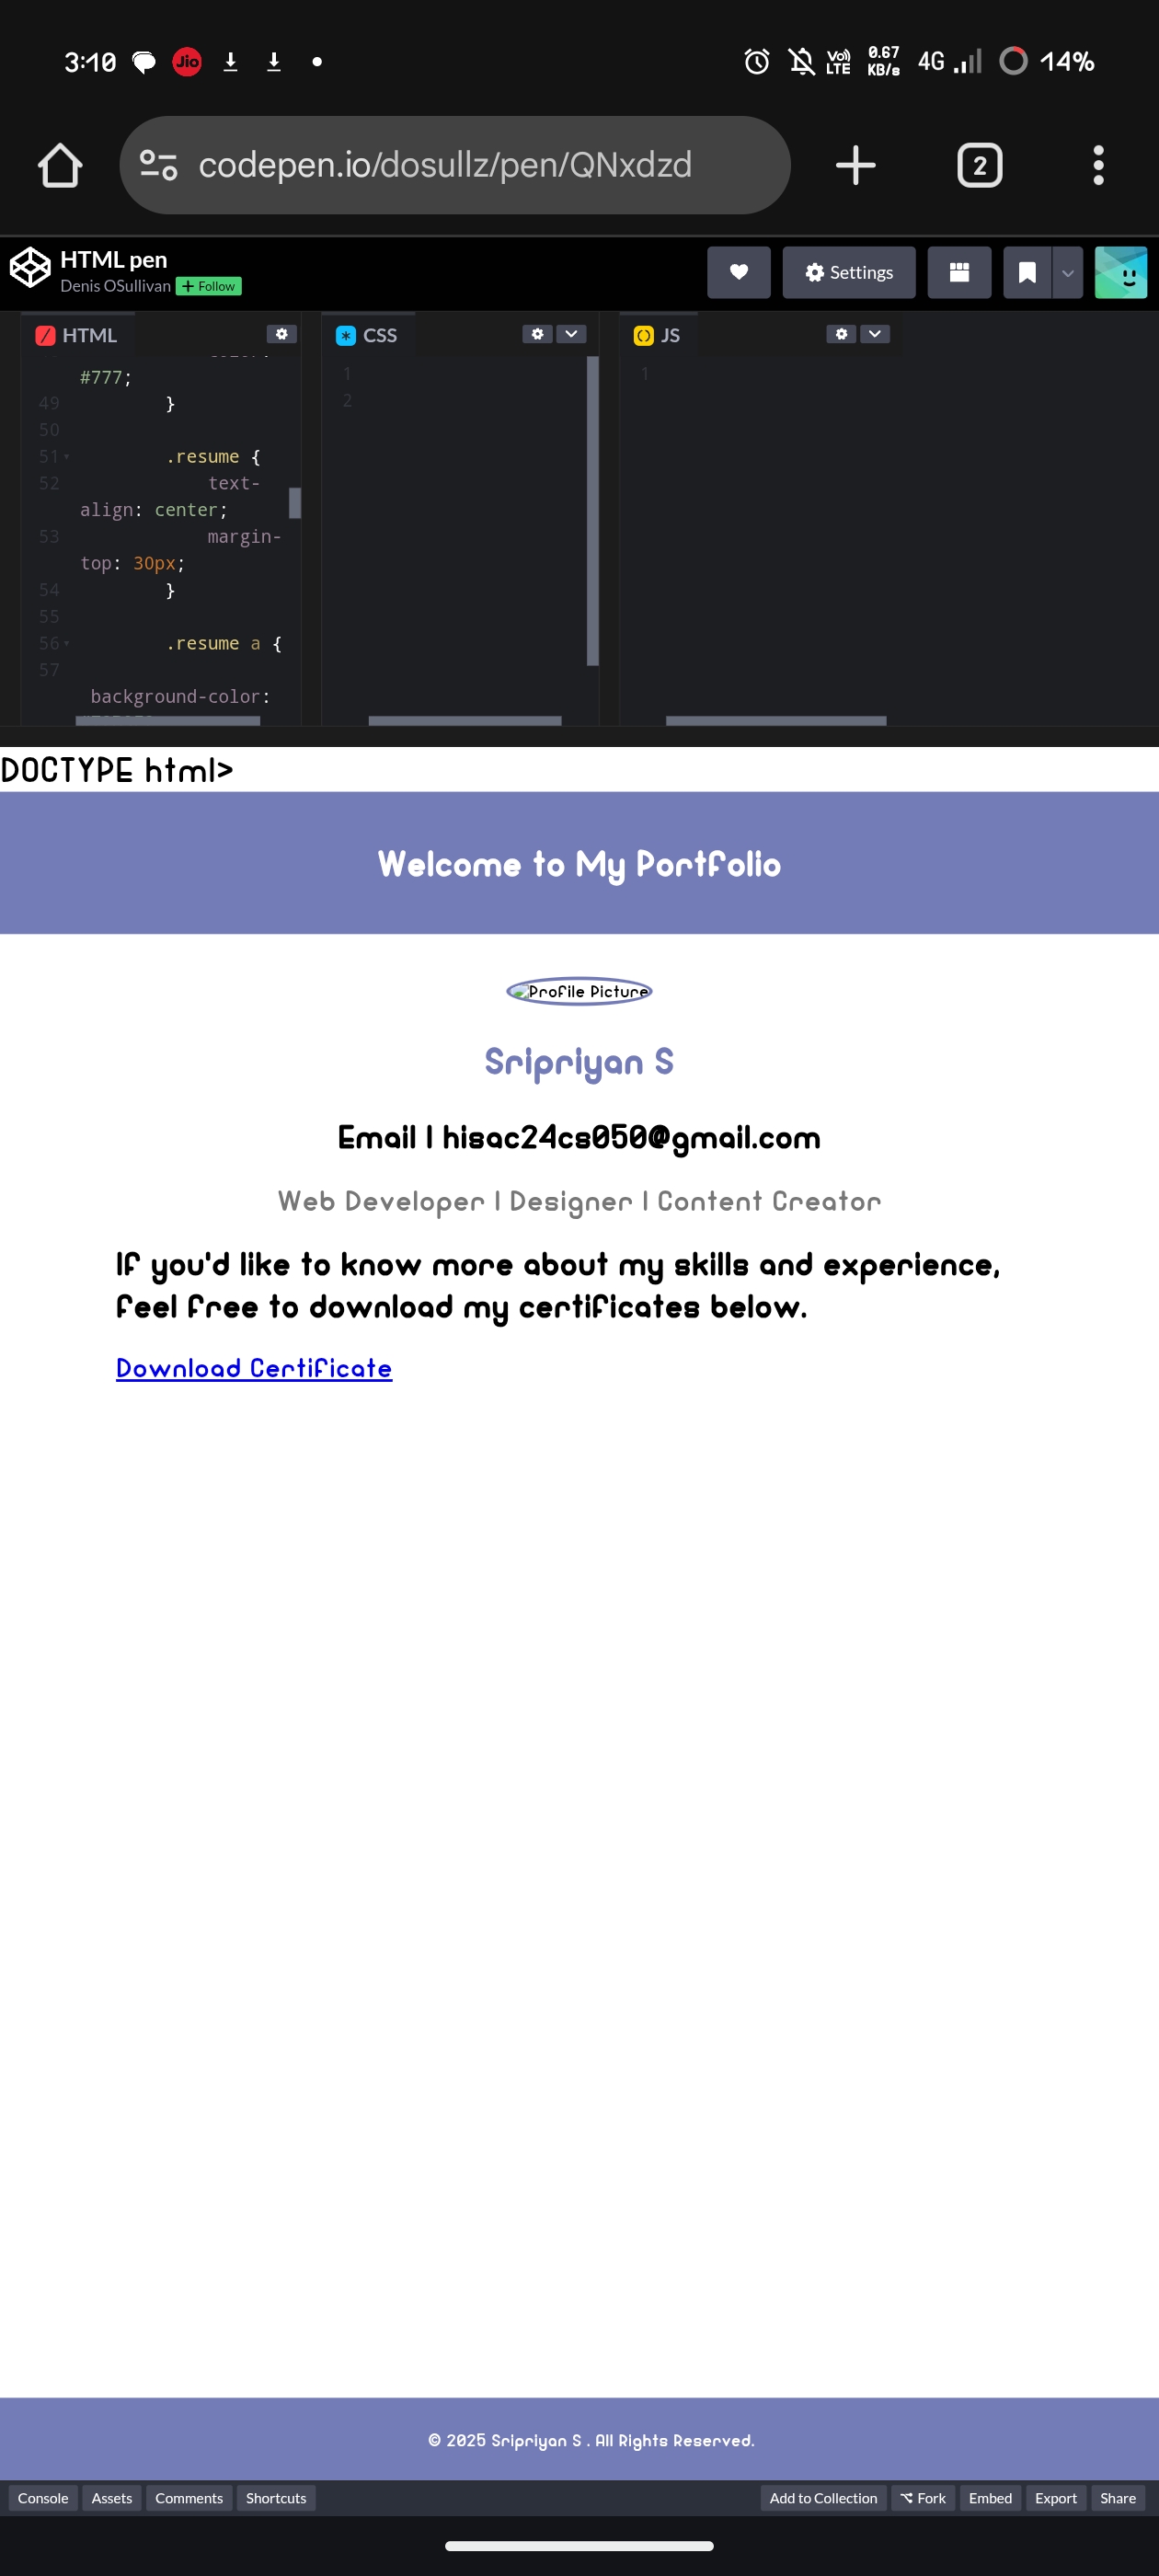 3:10 Jio Vo) LTE 0.67 KB/s 4G 14%
codepen.io/dosullz/pen/QNxdzd 2
HTML pen
Denis OSullivan + Follow
Settings
HTML CSS JS
#777;
49 }
50
51 .resume {
52 text-
align: center;
53 margin-
top: 30px;
54 }
55
56 .resume a {
57
background-color:
1
2
1
DOCTYPE html>
Welcome to My Portfolio
Profile Picture
Sripriyan S
Email | hisac24cs050@gmail.com
Web Developer | Designer | Content Creator
If you'd like to know more about my skills and experience,
feel free to download my certificates below.
Download Certificate
© 2025 Sripriyan S . All Rights Reserved.
Console Assets Comments Shortcuts Add to Collection Fork Embed Export Share